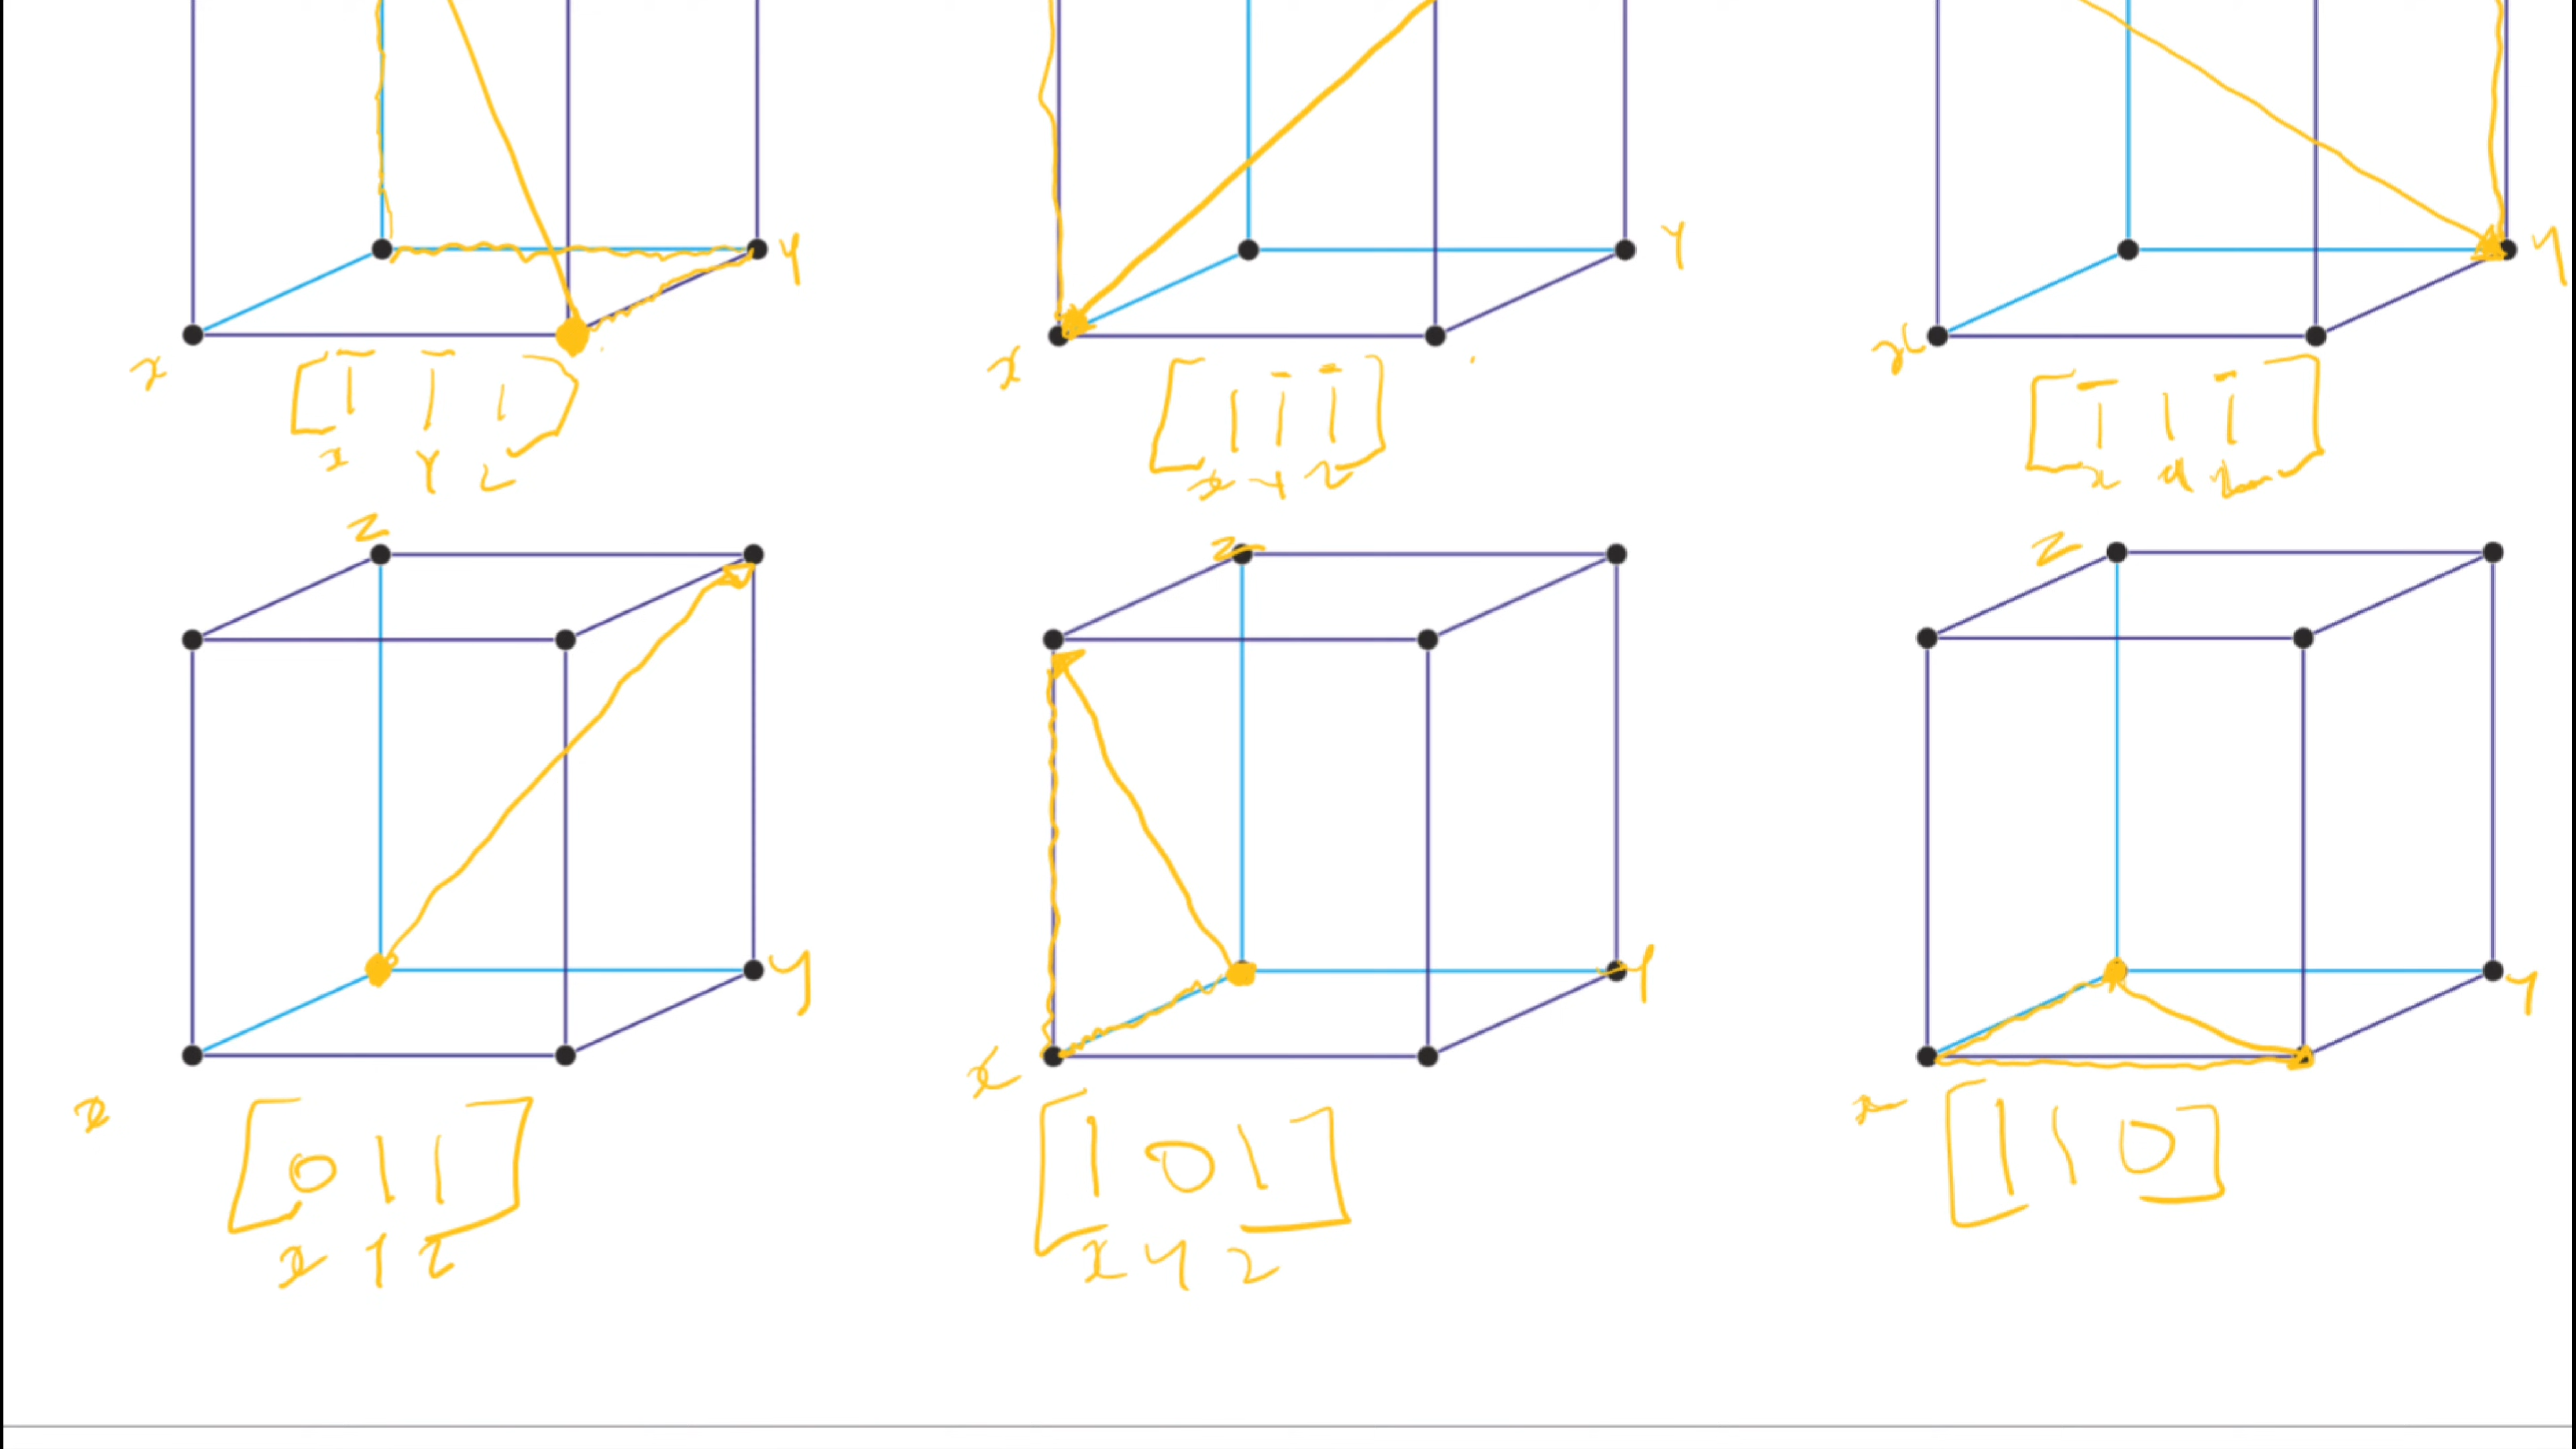 Y Y y
x x x
[1̅ 1̅ 1] [1 1̅ 1̅] [1̅ 1 1̅]
x Y z x y z x y z
z z z
y y y
x x x
[0 1 1] [1 0 1] [1 1 0]
x y z x y z